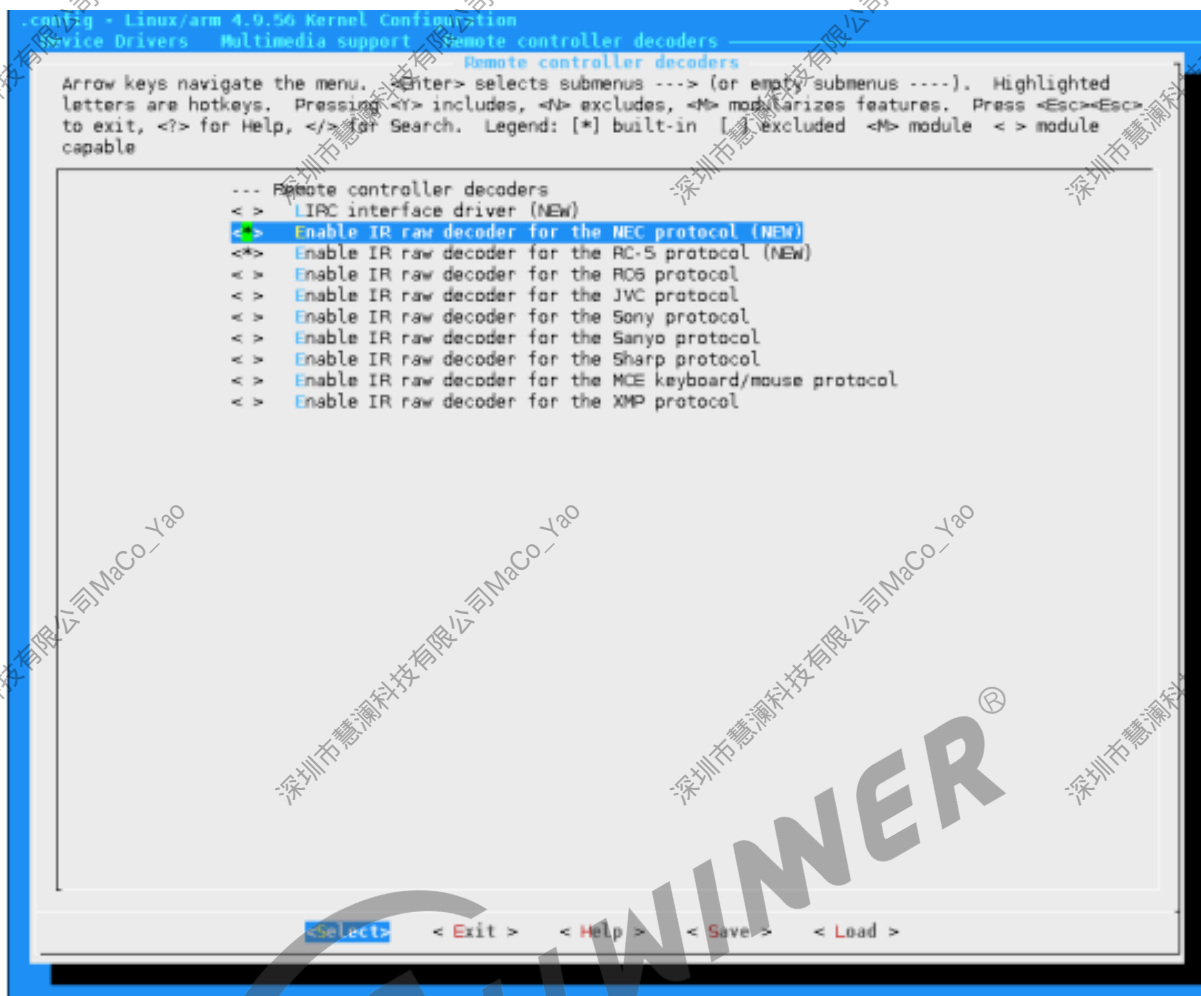 .config - Linux/arm 4.9.56 Kernel Configuration
Device Drivers Multimedia support Remote controller decoders
Remote controller decoders
Arrow keys navigate the menu. <Enter> selects submenus ---> (or empty submenus ----). Highlighted
letters are hotkeys. Pressing <Y> includes, <N> excludes, <M> modularizes features. Press <Esc><Esc>
to exit, <?> for Help, </> for Search. Legend: [*] built-in [ ] excluded <M> module < > module
capable
--- Remote controller decoders
< > LIRC interface driver (NEW)
<*> Enable IR raw decoder for the NEC protocol (NEW)
<*> Enable IR raw decoder for the RC-5 protocol (NEW)
< > Enable IR raw decoder for the RC6 protocol
< > Enable IR raw decoder for the JVC protocol
< > Enable IR raw decoder for the Sony protocol
< > Enable IR raw decoder for the Sanyo protocol
< > Enable IR raw decoder for the Sharp protocol
< > Enable IR raw decoder for the MCE keyboard/mouse protocol
< > Enable IR raw decoder for the XMP protocol
深圳市慧澜科技有限公司MaCo_Yao
深圳市慧澜科技有限公司MaCo_Yao
深圳市慧澜科技有限公司MaCo_Yao
WINNER®
<Select> < Exit > < Help > < Save > < Load >